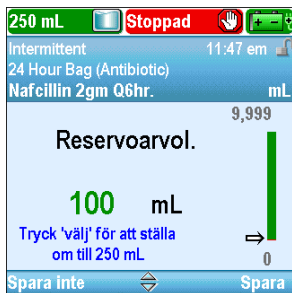 250 mL Stoppad
Intermittent 11:47 em
24 Hour Bag (Antibiotic)
Nafcillin 2gm Q6hr. mL
9,999
Reservoarvol.
100 mL
Tryck 'välj' för att ställa
om till 250 mL
0
Spara inte Spara